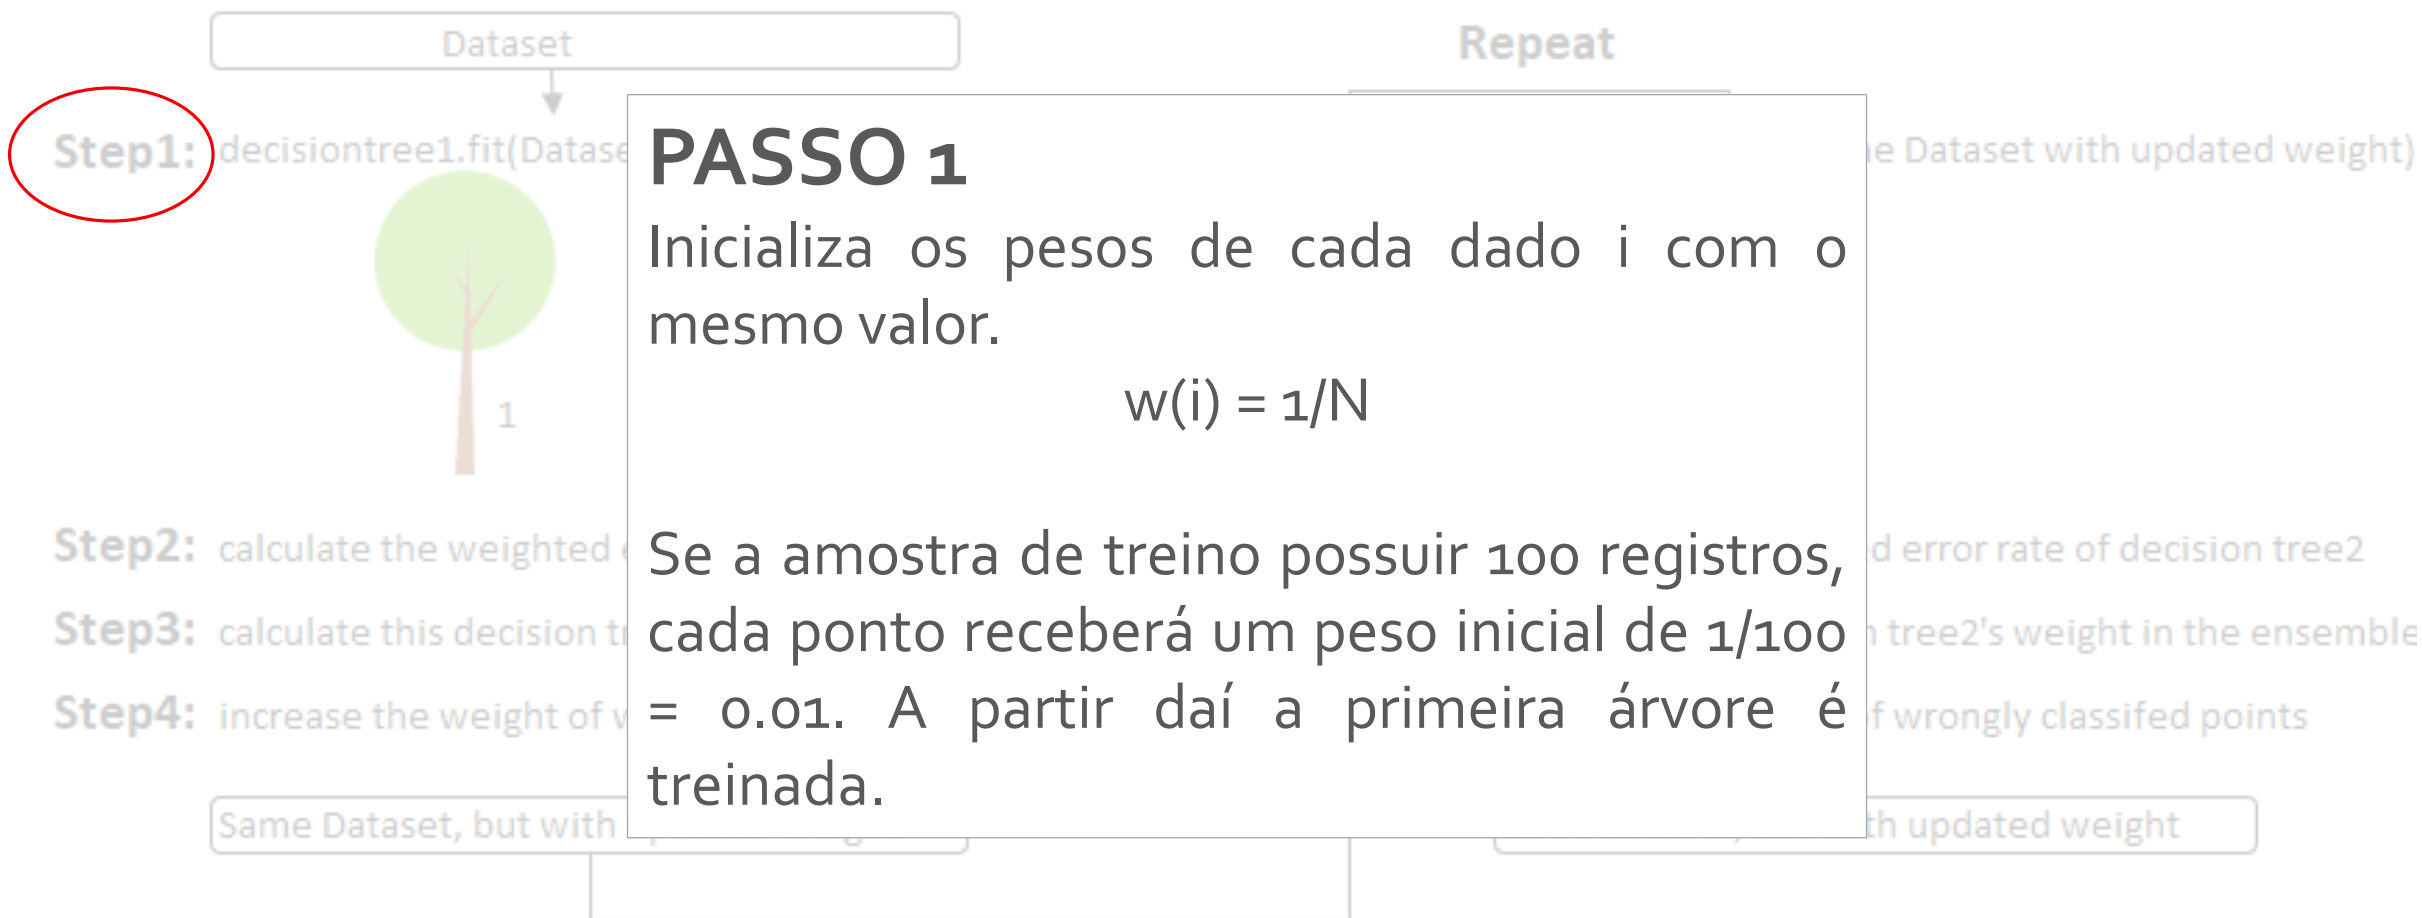 Dataset
Repeat
Step1: decisiontree1.fit(Datase
PASSO 1
Inicializa os pesos de cada dado i com o
mesmo valor.
w(i) = 1/N
Se a amostra de treino possuir 100 registros,
cada ponto receberá um peso inicial de 1/100
= 0.01. A partir daí a primeira árvore é
treinada.
1
Step2: calculate the weighted
Step3: calculate this decision
Step4: increase the weight of
Same Dataset, but with
Dataset with updated weight)
error rate of decision tree2
tree2's weight in the ensemble
wrongly classifed points
updated weight